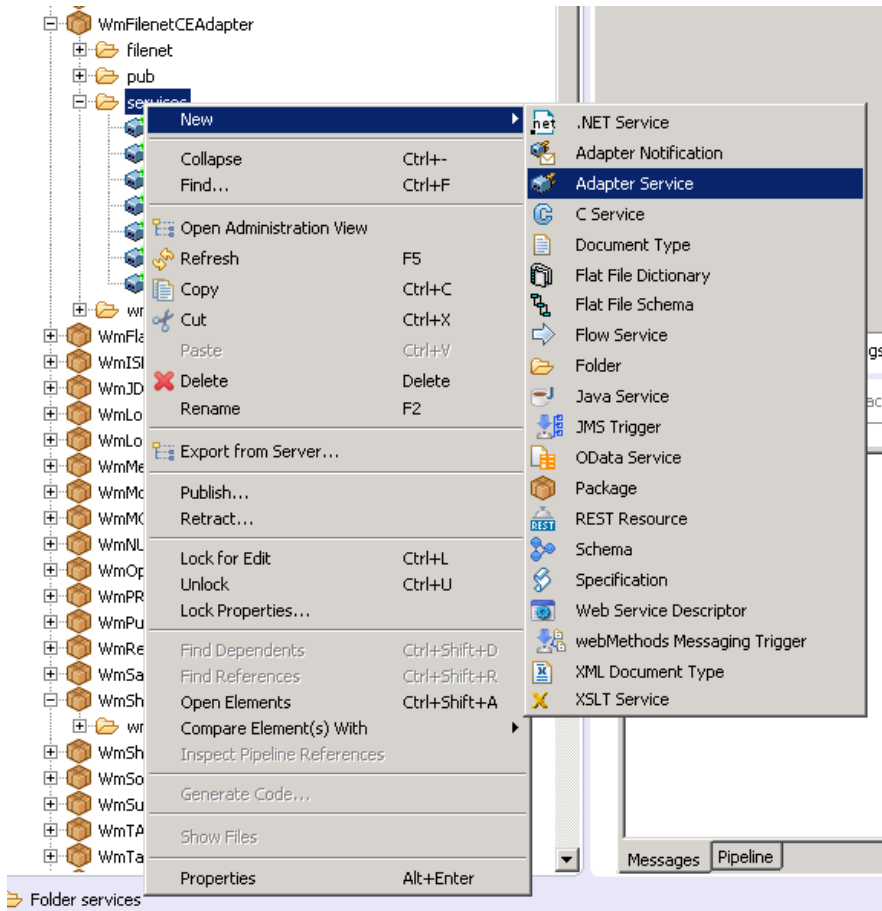 WmFilenetCEAdapter
filenet
pub
services
New
Collapse Ctrl+-
Find... Ctrl+F
Open Administration View
Refresh F5
Copy Ctrl+C
Cut Ctrl+X
Paste Ctrl+V
Delete Delete
Rename F2
Export from Server...
Publish...
Retract...
Lock for Edit Ctrl+L
Unlock Ctrl+U
Lock Properties...
Find Dependents Ctrl+Shift+D
Find References Ctrl+Shift+R
Open Elements Ctrl+Shift+A
Compare Element(s) With
Inspect Pipeline References
Generate Code...
Show Files
Properties Alt+Enter
.NET Service
Adapter Notification
Adapter Service
C Service
Document Type
Flat File Dictionary
Flat File Schema
Flow Service
Folder
Java Service
JMS Trigger
OData Service
Package
REST Resource
Schema
Specification
Web Service Descriptor
webMethods Messaging Trigger
XML Document Type
XSLT Service
WmFla
WmISI
WmJD
WmLo
WmLo
WmMe
WmMo
WmNU
WmOp
WmPR
WmPu
WmRe
WmSa
WmSh
WmSh
WmSo
WmSu
WmTA
WmTa
Messages Pipeline
Folder services